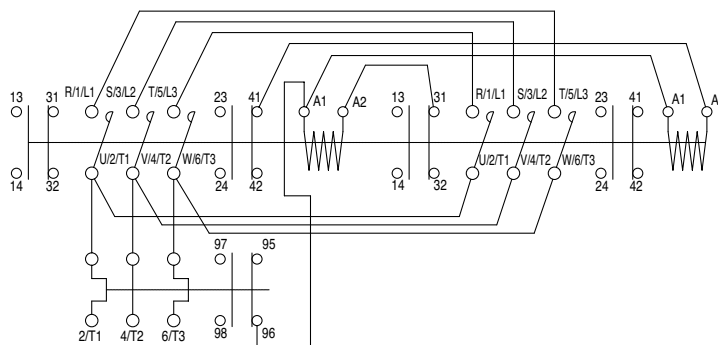 R/1/L1 S/3/L2 T/5/L3 A1 A2 R/1/L1 S/3/L2 T/5/L3 A1 A
13 31 23 41 13 31 23 41
U/2/T1 V/4/T2 W/6/T3 U/2/T1 V/4/T2 W/6/T3
14 32 24 42 14 32 24 42
97 95
2/T1 4/T2 6/T3 98 96